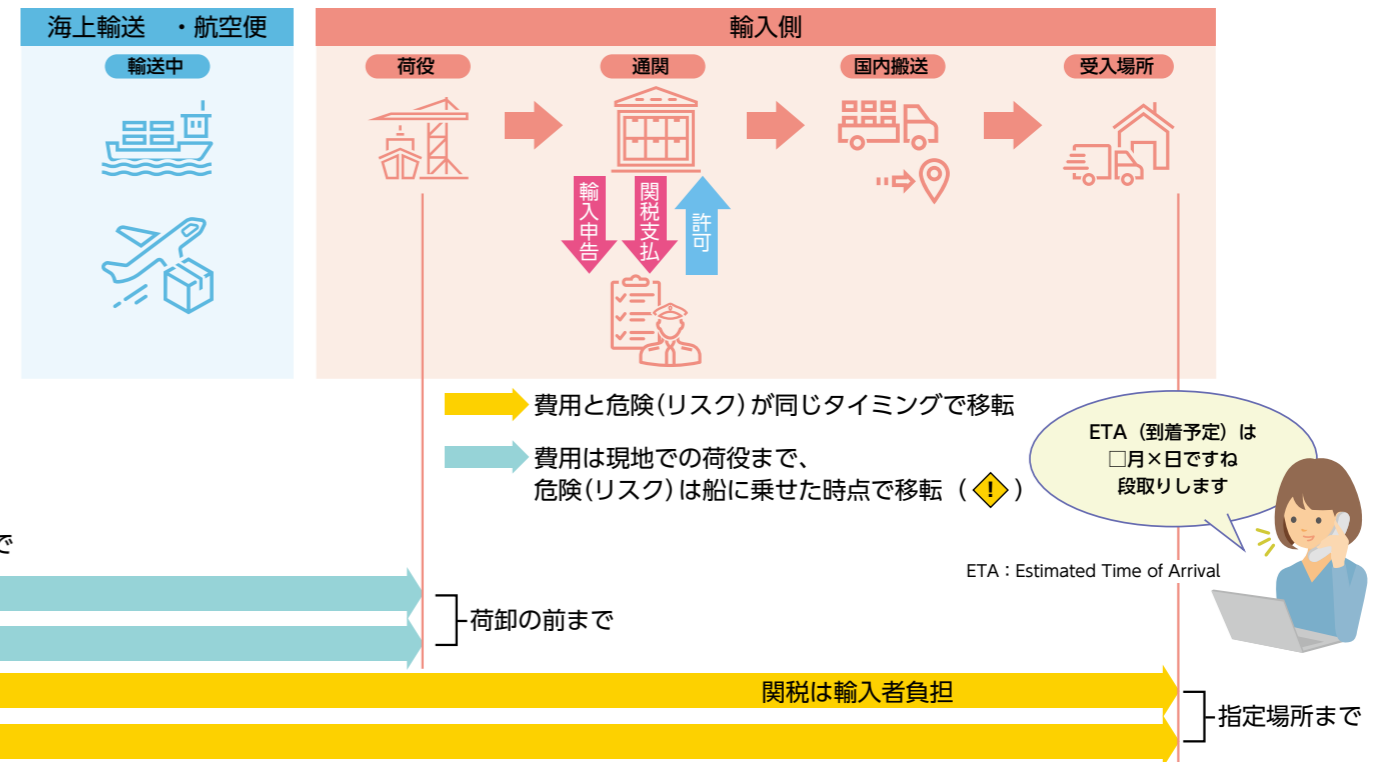 海上輸送 ・航空便
輸入側
輸送中
荷役
通関
国内搬送
受入場所
輸入申告
関税支払
許可
費用と危険(リスク)が同じタイミングで移転
費用は現地での荷役まで、
危険(リスク)は船に乗せた時点で移転 ( ! )
ETA(到着予定)は
□月×日ですね
段取りします
で
ETA:Estimated Time of Arrival
荷卸の前まで
関税は輸入者負担
指定場所まで